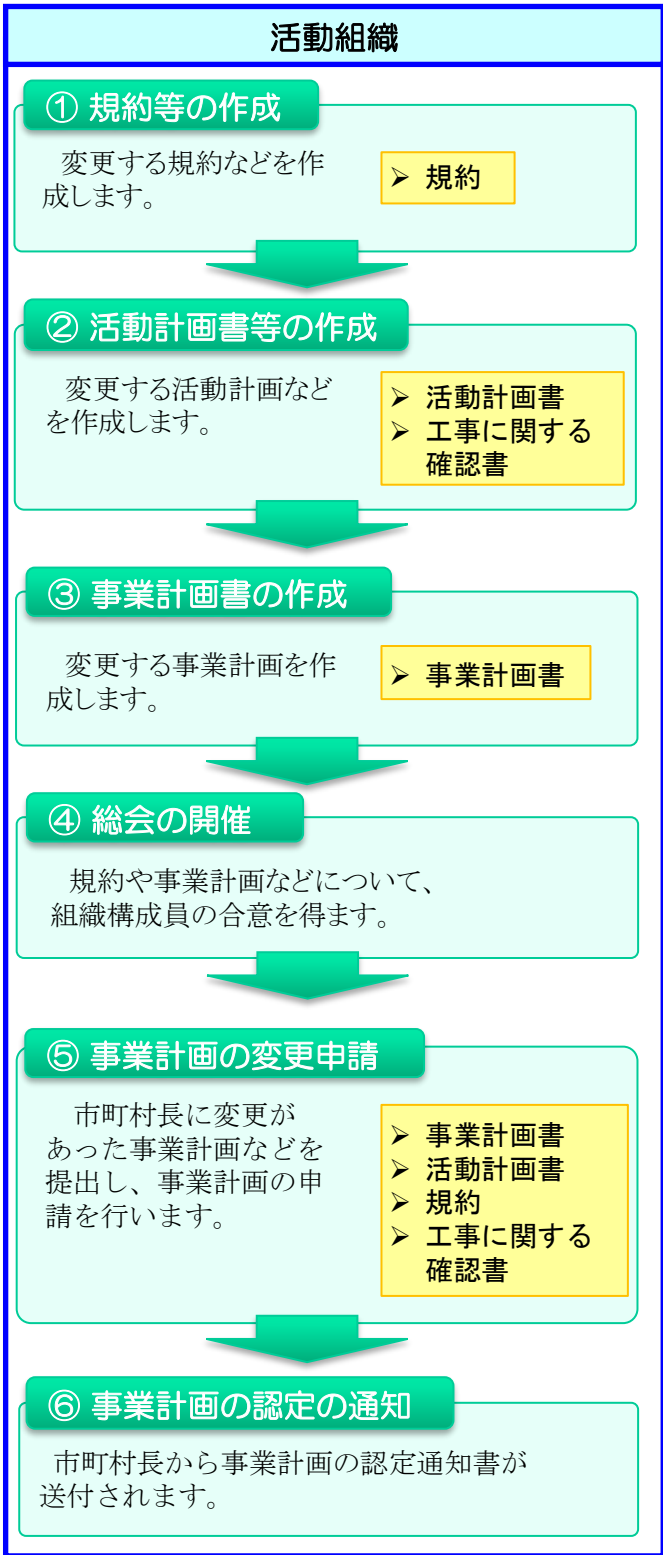 活動組織
① 規約等の作成
変更する規約などを作
成します。
➢ 規約
② 活動計画書等の作成
変更する活動計画など
を作成します。
➢ 活動計画書
➢ 工事に関する
確認書
③ 事業計画書の作成
変更する事業計画を作
成します。
➢ 事業計画書
④ 総会の開催
規約や事業計画などについて、
組織構成員の合意を得ます。
⑤ 事業計画の変更申請
市町村長に変更が
あった事業計画などを
提出し、事業計画の申
請を行います。
➢ 事業計画書
➢ 活動計画書
➢ 規約
➢ 工事に関する
確認書
⑥ 事業計画の認定の通知
市町村長から事業計画の認定通知書が
送付されます。